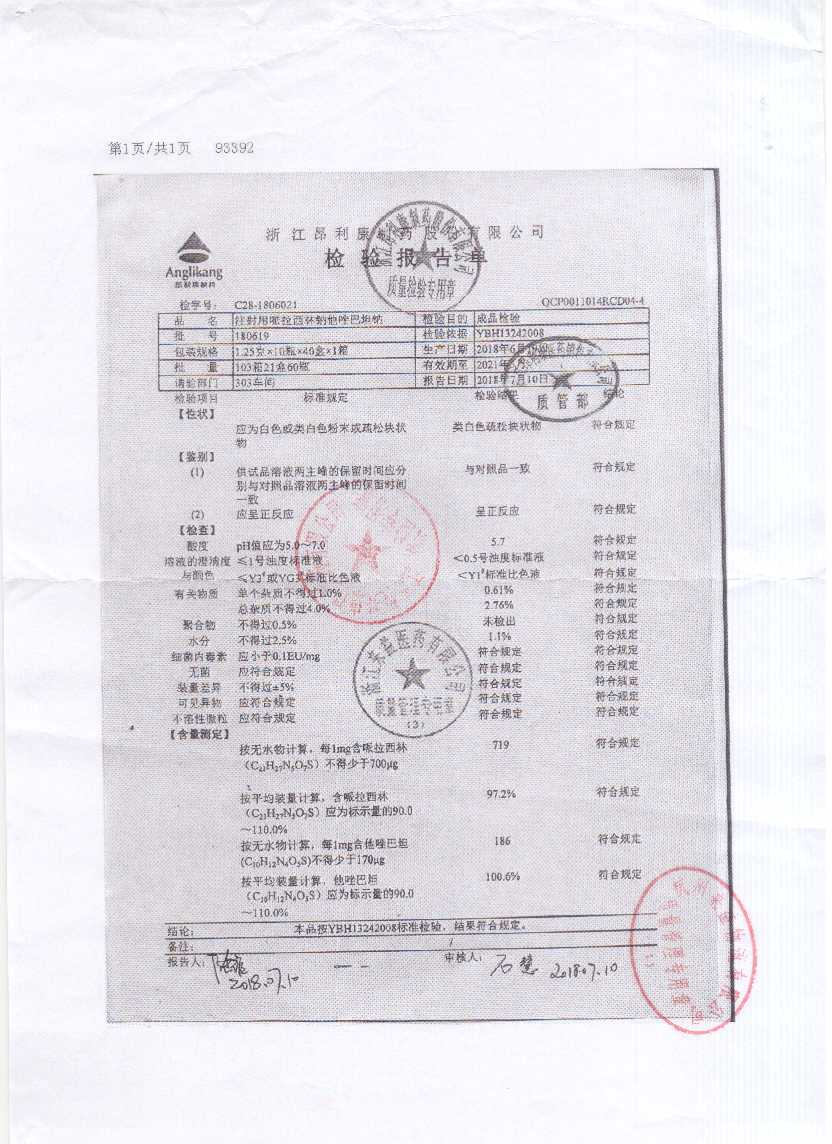 第1页/共1页 93392
浙江昂利康制药股份有限公司
检验报告单
Anglikang
昂利康制药
质量检验专用章
检字号: C28-1806021 QCP0011014RCD04-4
品名 注射用哌拉西林钠他唑巴坦钠 检验目的 成品检验
批号 180619 检验依据 YBH13242008
包装规格 1.25克×10瓶×40盒×1箱 生产日期 2018年6月
批量 103箱21盒60瓶 有效期至 2021年
请验部门 303车间 报告日期 2018年7月10日
质管部
检验项目 标准规定 检验结果 结论
【性状】
应为白色或类白色粉末或疏松块状 类白色疏松块状物 符合规定
物
【鉴别】
(1) 供试品溶液两主峰的保留时间应分 与对照品一致 符合规定
别与对照品溶液两主峰的保留时间
一致
(2) 应呈正反应 呈正反应 符合规定
【检查】
酸度 pH值应为5.0～7.0 5.7 符合规定
溶液的澄清度 ≤1号浊度标准液 <0.5号浊度标准液 符合规定
与颜色 ≤YJ#或YG#标准比色液 <Y1#标准比色液 符合规定
有关物质 单个杂质不得过1.0% 0.61% 符合规定
总杂质不得过4.0% 2.76% 符合规定
聚合物 不得过0.5% 未检出 符合规定
水分 不得过2.5% 1.1% 符合规定
细菌内毒素 应小于0.1EU/mg 符合规定 符合规定
无菌 应符合规定 符合规定 符合规定
装量差异 不得过±5% 符合规定 符合规定
可见异物 应符合规定 符合规定 符合规定
不溶性微粒 应符合规定 符合规定 符合规定
浙江来益医药有限公司
质量管理专用章
(3)
【含量测定】
按无水物计算，每1mg含哌拉西林 719 符合规定
（C23H27N5O7S）不得少于700μg
按平均装量计算，含哌拉西林 97.2% 符合规定
（C23H27N5O7S）应为标示量的90.0
～110.0%
按无水物计算，每1mg含他唑巴坦 186 符合规定
(C10H12N4O5S)不得少于170μg
按平均装量计算，他唑巴坦 100.6% 符合规定
（C10H12N4O5S）应为标示量的90.0
～110.0%
结论: 本品按YBH13242008标准检验，结果符合规定。
备注: /
报告人: 2018.07.10 审核人: 石慧 2018.07.10
质量管理专用章
(1)